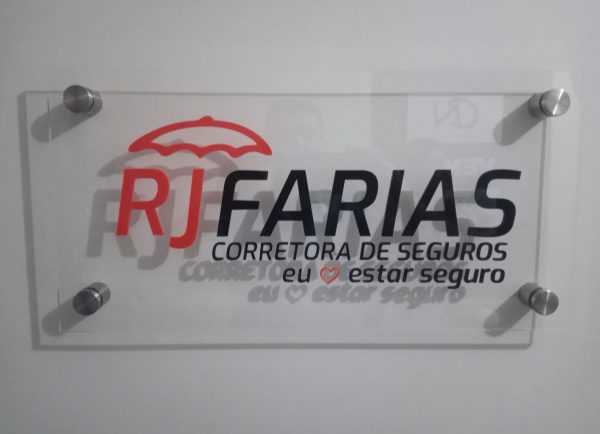 RJFARIAS
CORRETORA DE SEGUROS
eu ❤ estar seguro